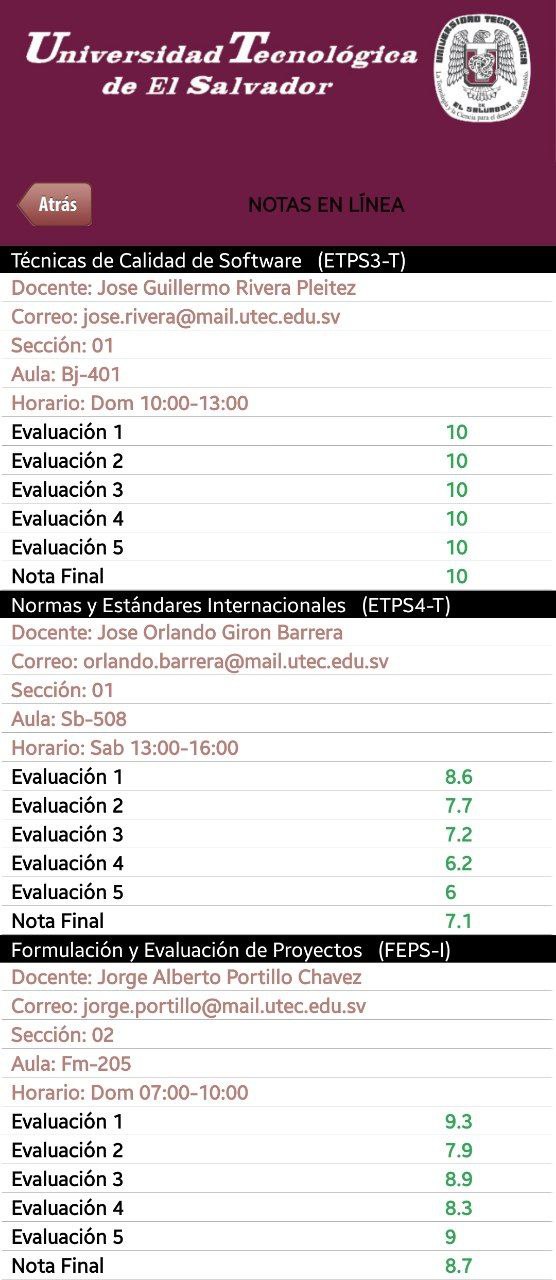 Universidad Tecnológica
de El Salvador
UNIVERSIDAD TECNOLOGICA
DE EL SALVADOR
La Tecnología y la Ciencia para el desarrollo de un pueblo.
Atrás
NOTAS EN LÍNEA
Técnicas de Calidad de Software (ETPS3-T)
Docente: Jose Guillermo Rivera Pleitez
Correo: jose.rivera@mail.utec.edu.sv
Sección: 01
Aula: Bj-401
Horario: Dom 10:00-13:00
Evaluación 1 10
Evaluación 2 10
Evaluación 3 10
Evaluación 4 10
Evaluación 5 10
Nota Final 10
Normas y Estándares Internacionales (ETPS4-T)
Docente: Jose Orlando Giron Barrera
Correo: orlando.barrera@mail.utec.edu.sv
Sección: 01
Aula: Sb-508
Horario: Sab 13:00-16:00
Evaluación 1 8.6
Evaluación 2 7.7
Evaluación 3 7.2
Evaluación 4 6.2
Evaluación 5 6
Nota Final 7.1
Formulación y Evaluación de Proyectos (FEPS-I)
Docente: Jorge Alberto Portillo Chavez
Correo: jorge.portillo@mail.utec.edu.sv
Sección: 02
Aula: Fm-205
Horario: Dom 07:00-10:00
Evaluación 1 9.3
Evaluación 2 7.9
Evaluación 3 8.9
Evaluación 4 8.3
Evaluación 5 9
Nota Final 8.7